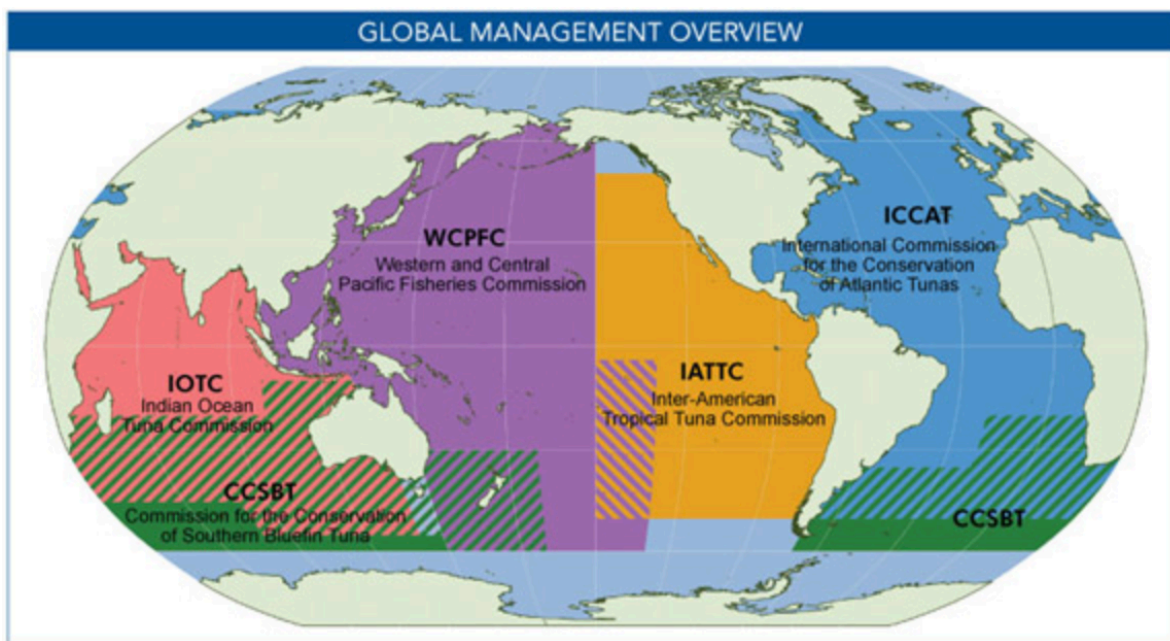 GLOBAL MANAGEMENT OVERVIEW
WCPFC
Western and Central
Pacific Fisheries Commission
ICCAT
International Commission
for the Conservation
of Atlantic Tunas
IOTC
Indian Ocean
Tuna Commission
IATTC
Inter-American
Tropical Tuna Commission
CCSBT
Commission for the Conservation
of Southern Bluefin Tuna
CCSBT